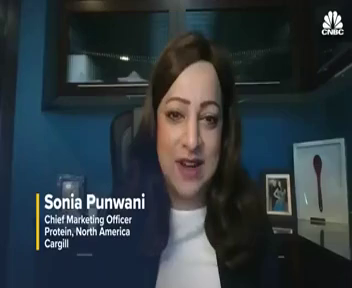 CNBC
Sonia Punwani
Chief Marketing Officer
Protein, North America
Cargill